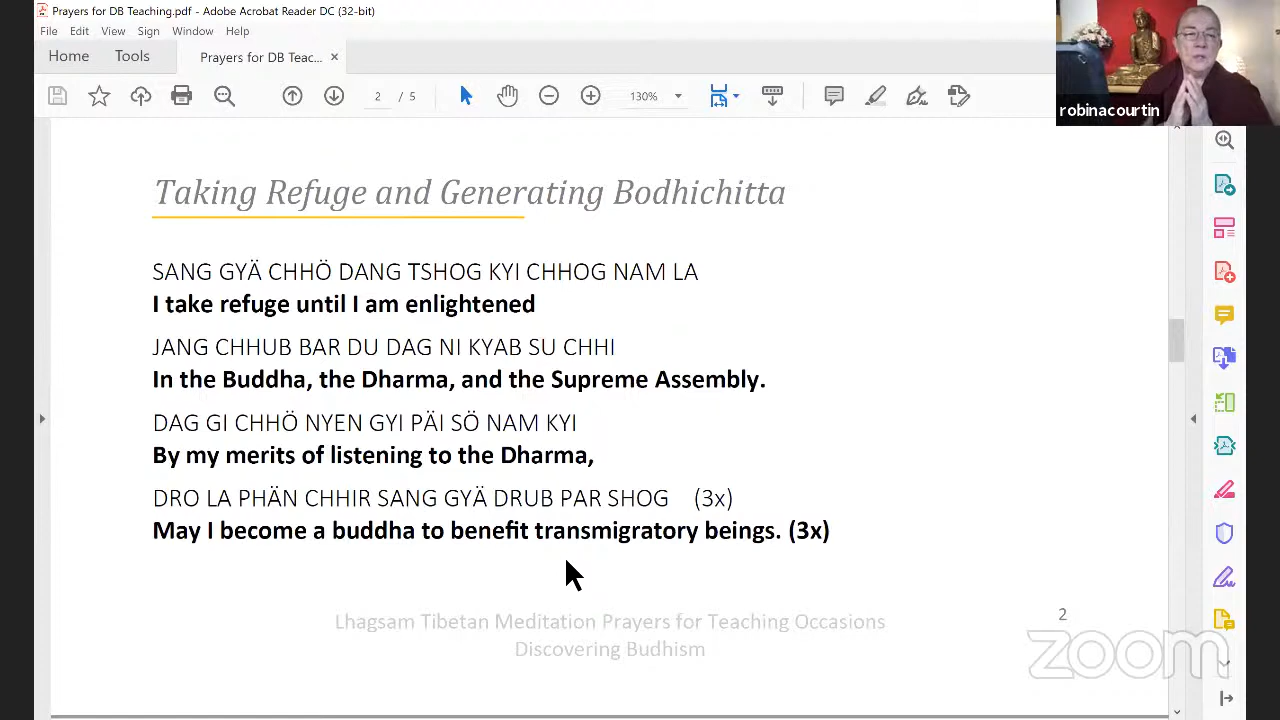 Prayers for DB Teaching.pdf - Adobe Acrobat Reader DC (32-bit)
File Edit View Sign Window Help
Home Tools Prayers for DB Teac... ×
2 / 5 130%
robinacourtin
Taking Refuge and Generating Bodhichitta
SANG GYÄ CHHÖ DANG TSHOG KYI CHHOG NAM LA
I take refuge until I am enlightened
JANG CHHUB BAR DU DAG NI KYAB SU CHHI
In the Buddha, the Dharma, and the Supreme Assembly.
DAG GI CHHÖ NYEN GYI PÄI SÖ NAM KYI
By my merits of listening to the Dharma,
DRO LA PHÄN CHHIR SANG GYÄ DRUB PAR SHOG (3x)
May I become a buddha to benefit transmigratory beings. (3x)
Lhagsam Tibetan Meditation Prayers for Teaching Occasions
Discovering Budhism
2
zoom